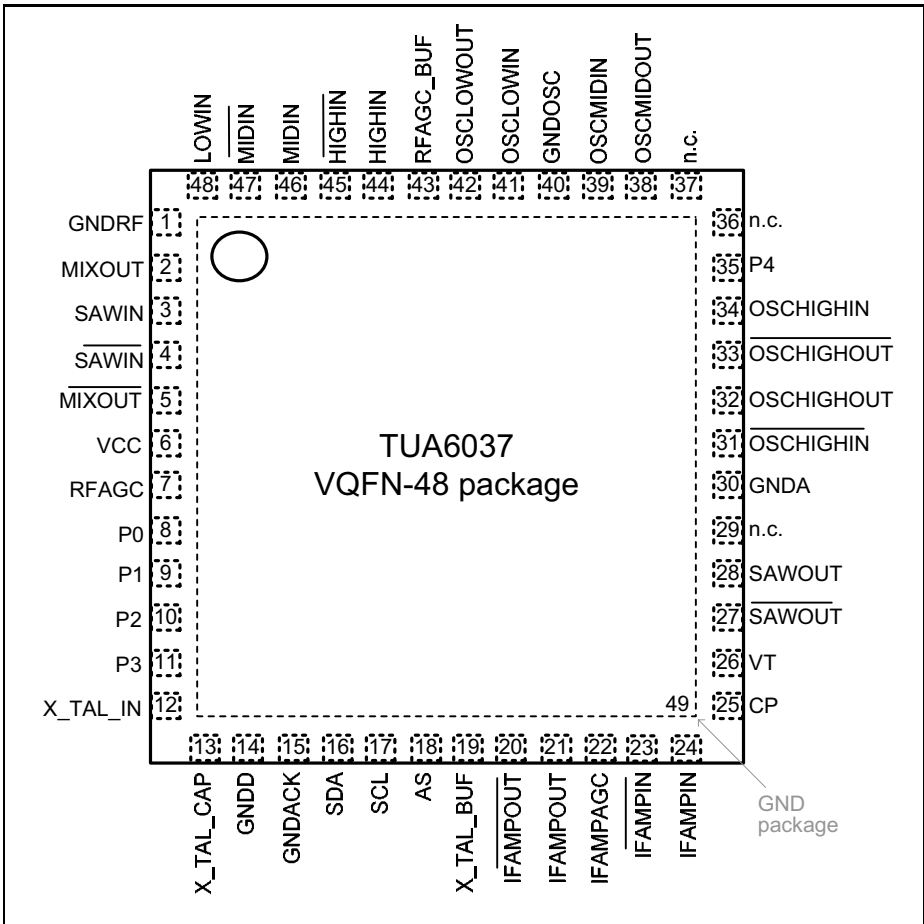 LOWIN
MIDIN
MIDIN
HIGHIN
HIGHIN
RFAGC_BUF
OSCLOWOUT
OSCLOWIN
GNDOSC
OSCMIDIN
OSCMIDOUT
n.c.
48 47 46 45 44 43 42 41 40 39 38 37
GNDRF 1
MIXOUT 2
SAWIN 3
SAWIN 4
MIXOUT 5
VCC 6
RFAGC 7
P0 8
P1 9
P2 10
P3 11
X_TAL_IN 12
TUA6037
VQFN-48 package
36 n.c.
35 P4
34 OSCHIGHIN
33 OSCHIGHOUT
32 OSCHIGHOUT
31 OSCHIGHIN
30 GNDA
29 n.c.
28 SAWOUT
27 SAWOUT
26 VT
25 CP
49
13 14 15 16 17 18 19 20 21 22 23 24
X_TAL_CAP
GNDD
GNDACK
SDA
SCL
AS
X_TAL_BUF
IFAMPOUT
IFAMPOUT
IFAMPAGC
IFAMPIN
IFAMPIN
GND
package